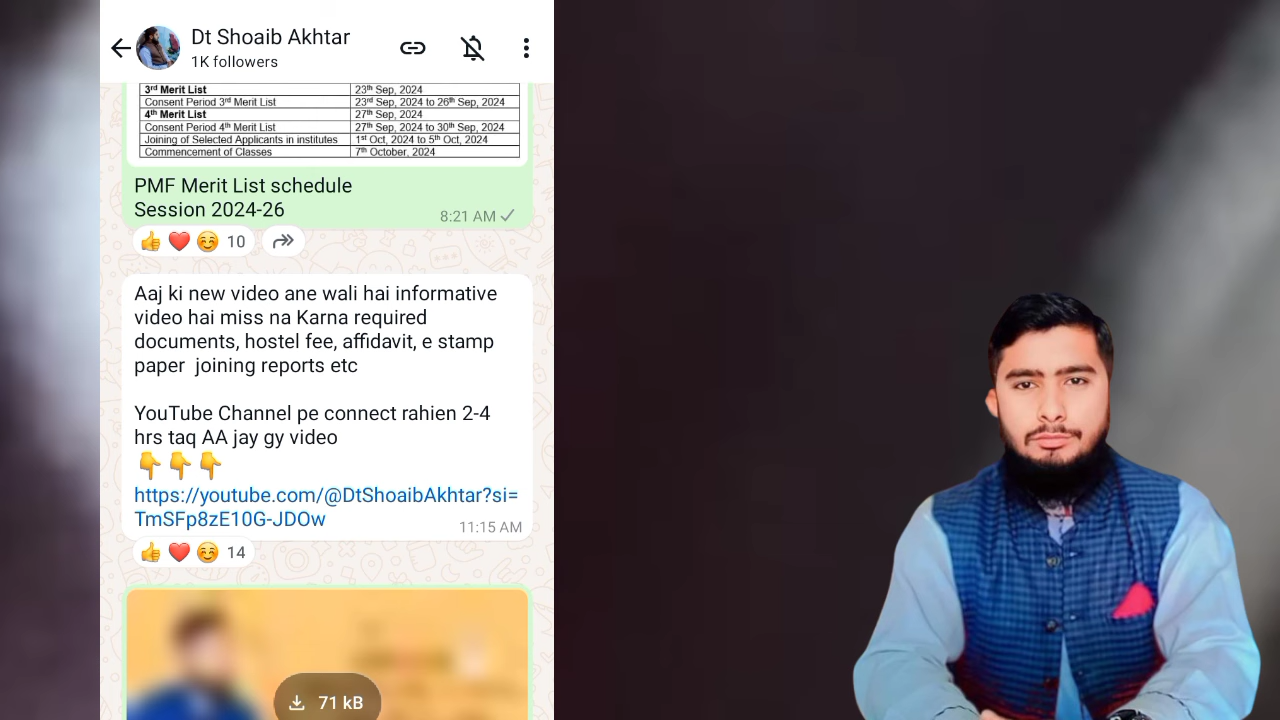 Dt Shoaib Akhtar
1K followers
3rd Merit List 23th Sep, 2024
Consent Period 3rd Merit List 23rd Sep, 2024 to 26th Sep, 2024
4th Merit List 27th Sep, 2024
Consent Period 4th Merit List 27th Sep, 2024 to 30th Sep, 2024
Joining of Selected Applicants in institutes 1st Oct, 2024 to 5th Oct, 2024
Commencement of Classes 7th October, 2024
PMF Merit List schedule
Session 2024-26
8:21 AM
10
Aaj ki new video ane wali hai informative
video hai miss na Karna required
documents, hostel fee, affidavit, e stamp
paper joining reports etc
YouTube Channel pe connect rahien 2-4
hrs taq AA jay gy video
👇👇👇
https://youtube.com/@DtShoaibAkhtar?si=
TmSFp8zE10G-JDOw
11:15 AM
14
71 kB